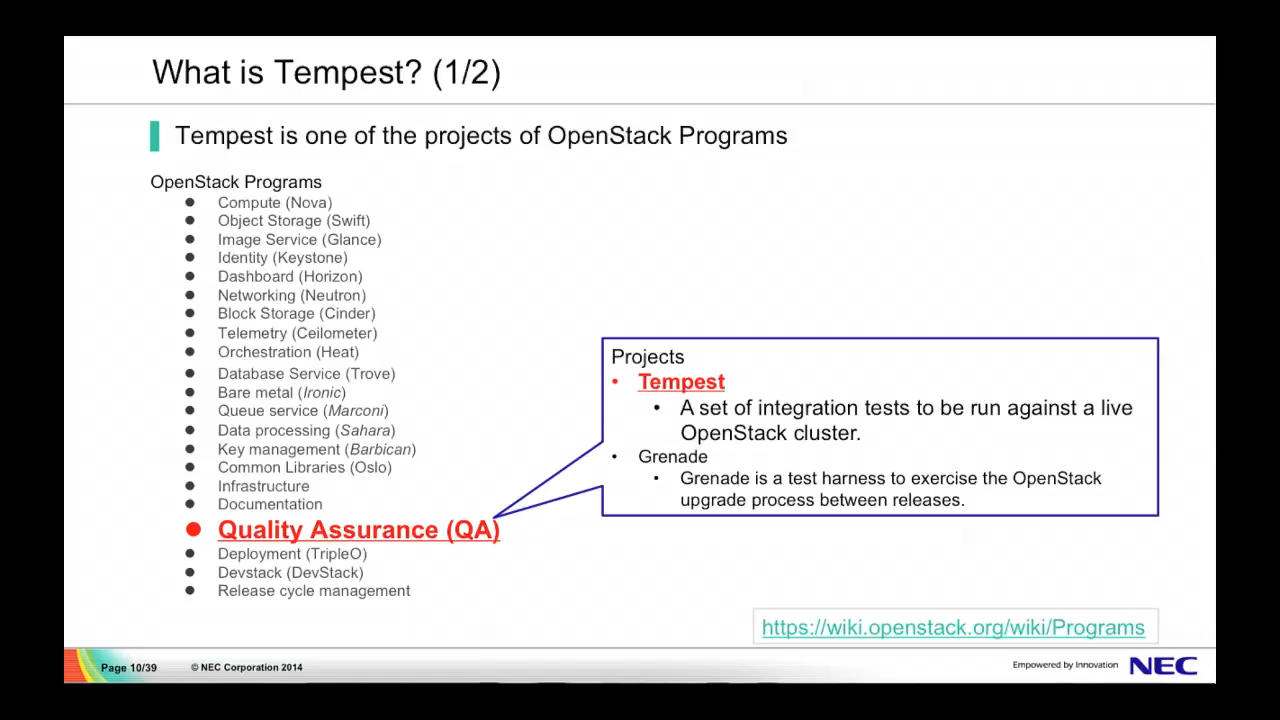 What is Tempest? (1/2)
Tempest is one of the projects of OpenStack Programs
OpenStack Programs
● Compute (Nova)
● Object Storage (Swift)
● Image Service (Glance)
● Identity (Keystone)
● Dashboard (Horizon)
● Networking (Neutron)
● Block Storage (Cinder)
● Telemetry (Ceilometer)
● Orchestration (Heat)
● Database Service (Trove)
● Bare metal (Ironic)
● Queue service (Marconi)
● Data processing (Sahara)
● Key management (Barbican)
● Common Libraries (Oslo)
● Infrastructure
● Documentation
● Quality Assurance (QA)
● Deployment (TripleO)
● Devstack (DevStack)
● Release cycle management
Projects
• Tempest
• A set of integration tests to be run against a live
OpenStack cluster.
• Grenade
• Grenade is a test harness to exercise the OpenStack
upgrade process between releases.
https://wiki.openstack.org/wiki/Programs
Page 10/39
© NEC Corporation 2014
Empowered by Innovation
NEC